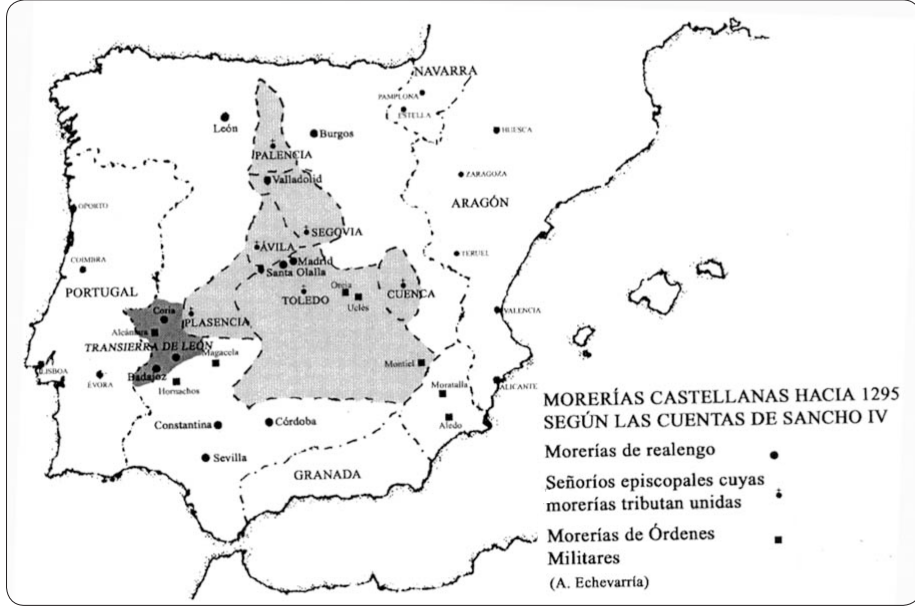 NAVARRA
PAMPLONA
ESTELLA
León
Burgos
HUESCA
PALENCIA
Valladolid
ZARAGOZA
ARAGÓN
OPORTO
SEGOVIA
ÁVILA
TERUEL
COIMBRA
Madrid
Santa Olalla
PORTUGAL
TOLEDO
Oreja
Uclés
CUENCA
Coria
PLASENCIA
VALENCIA
Alcántara
TRANSIERRA DE LEÓN
Magacela
LISBOA
ÉVORA
Badajoz
Hornachos
Montiel
Moratalla
ALICANTE
Aledo
Constantina
Córdoba
Sevilla
GRANADA
MORERÍAS CASTELLANAS HACIA 1295
SEGÚN LAS CUENTAS DE SANCHO IV
Morerías de realengo
Señoríos episcopales cuyas
morerías tributan unidas
Morerías de Órdenes
Militares
(A. Echevarría)